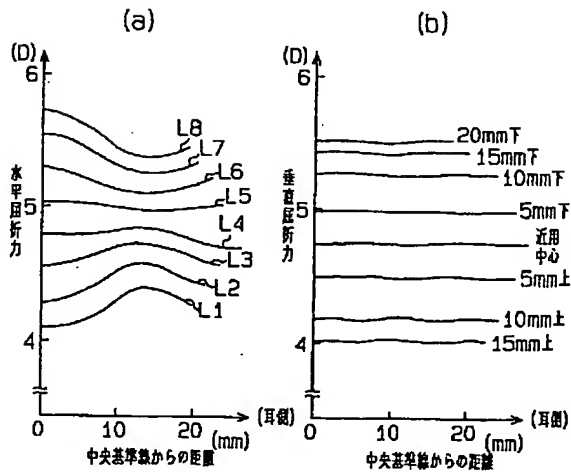 (a)
(D)
6
5
4
水平屈折力
L8
L7
L6
L5
L4
L3
L2
L1
0
10
20
(mm)
(耳側)
中央基準線からの距離
(b)
(D)
6
5
4
垂直屈折力
20mm下
15mm下
10mm下
5mm下
近用
中心
5mm上
10mm上
15mm上
0
10
20
(mm)
(耳側)
中央基準線からの距離